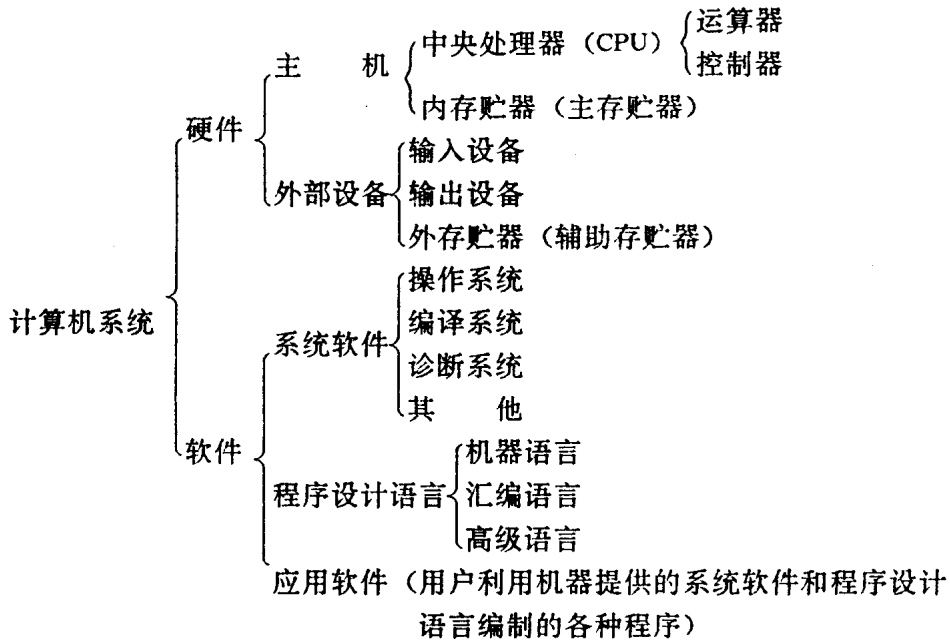 运算器
中央处理器（CPU）
控制器
主 机
内存贮器（主存贮器）
硬件
输入设备
外部设备
输出设备
外存贮器（辅助存贮器）
计算机系统
操作系统
编译系统
系统软件
诊断系统
其 他
软件
机器语言
程序设计语言
汇编语言
高级语言
应用软件（用户利用机器提供的系统软件和程序设计
语言编制的各种程序）